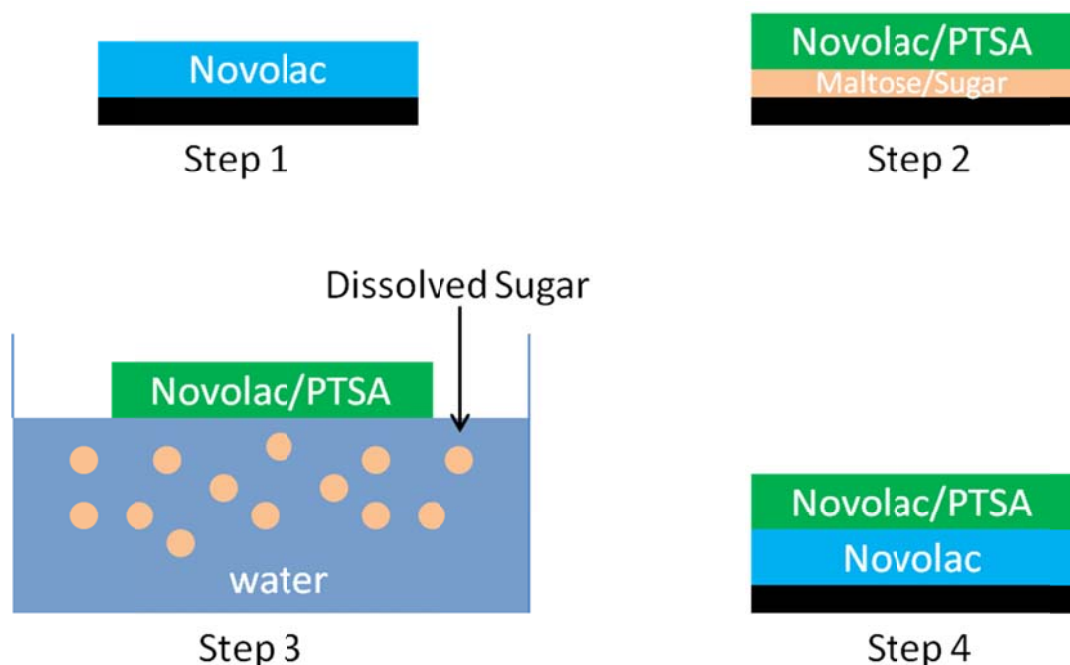 Novolac
Step 1
Novolac/PTSA
Maltose/Sugar
Step 2
Dissolved Sugar
Novolac/PTSA
water
Step 3
Novolac/PTSA
Novolac
Step 4